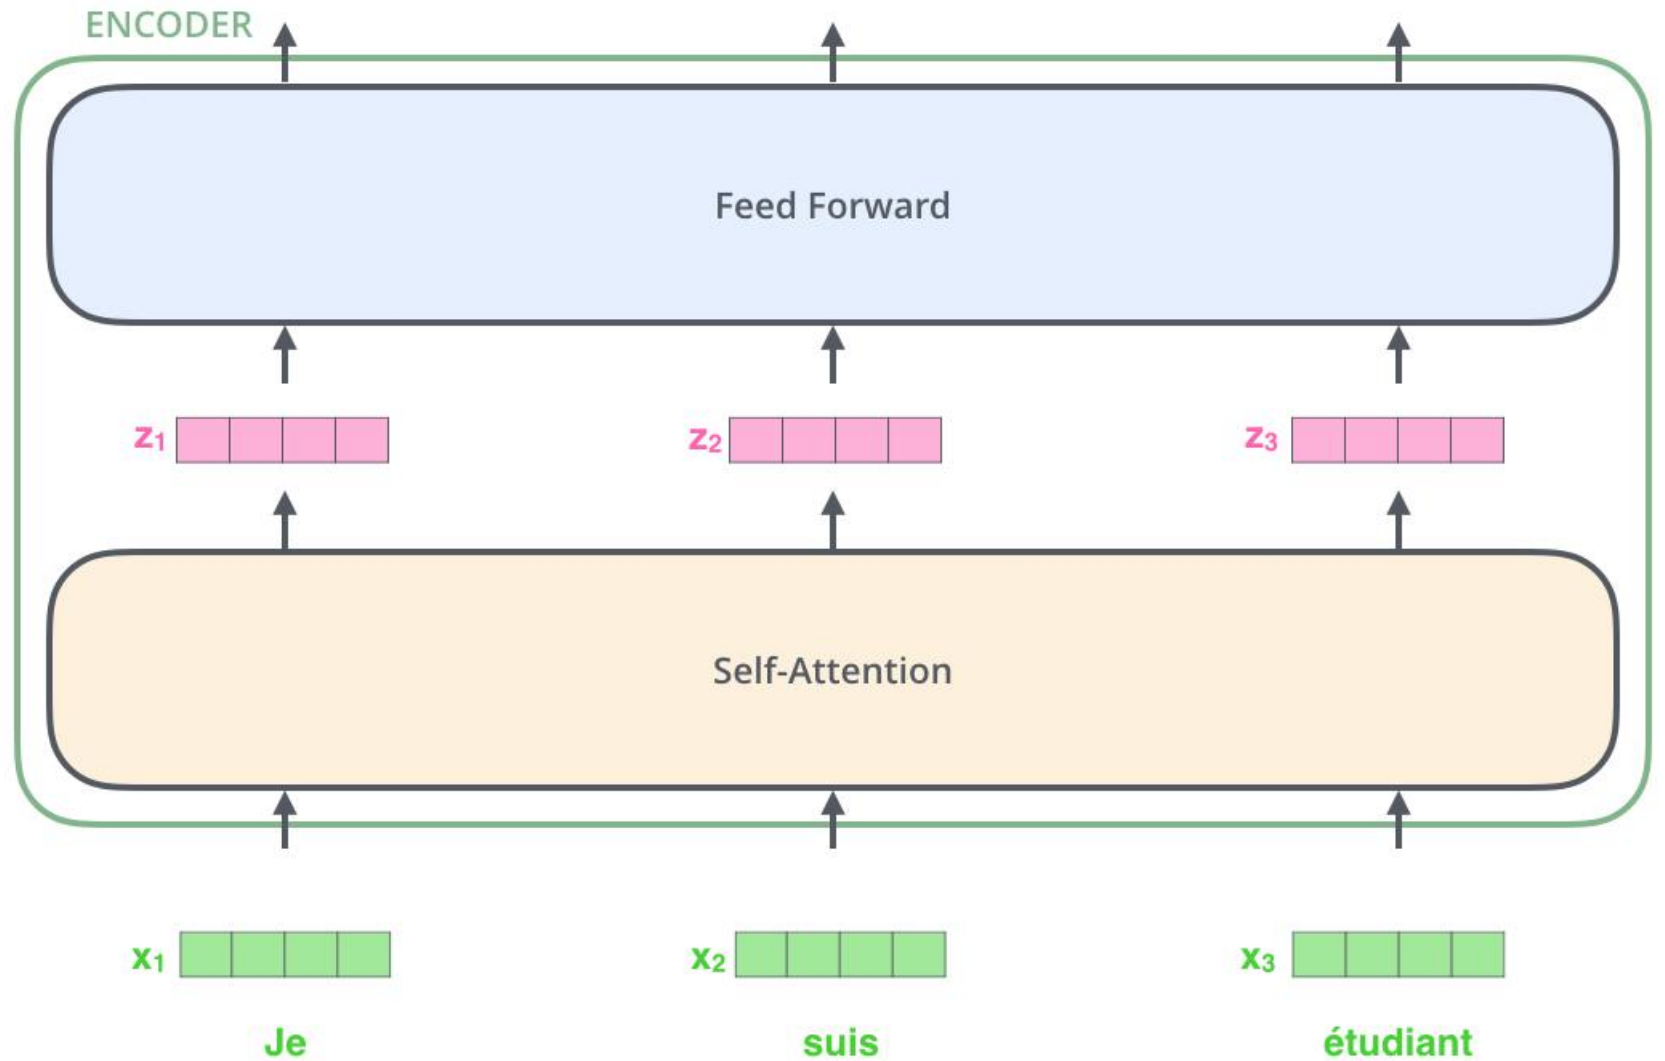 ENCODER
Feed Forward
z1 z2 z3
Self-Attention
x1 x2 x3
Je suis étudiant